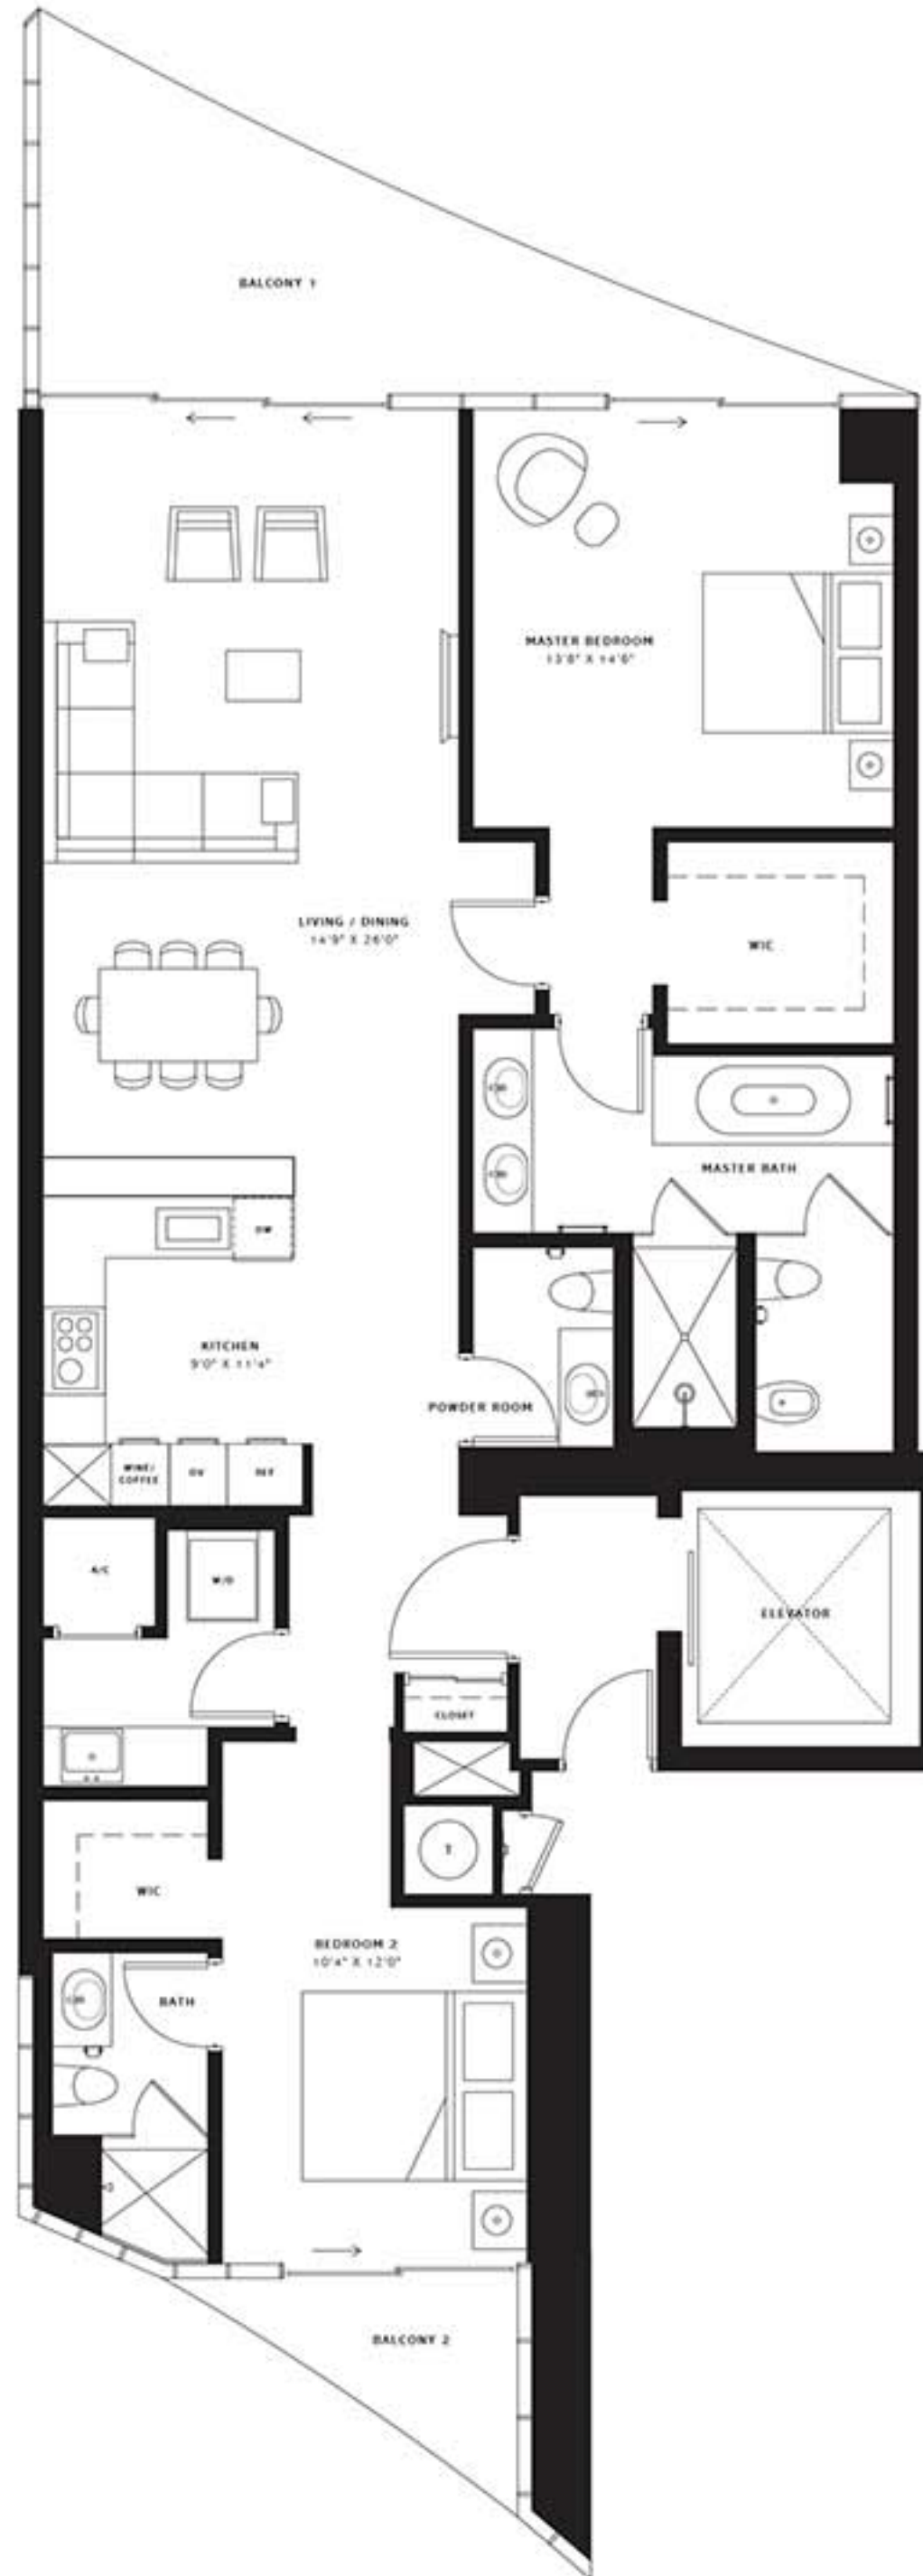 BALCONY 1
MASTER BEDROOM
13'8" X 14'6"
LIVING / DINING
14'9" X 26'0"
WIC
MASTER BATH
DW
KITCHEN
9'0" X 11'4"
POWDER ROOM
WINE/
COFFEE
OV
REF
A/C
W/D
ELEVATOR
CLOSET
T
WIC
BEDROOM 2
10'4" X 12'0"
BATH
BALCONY 2